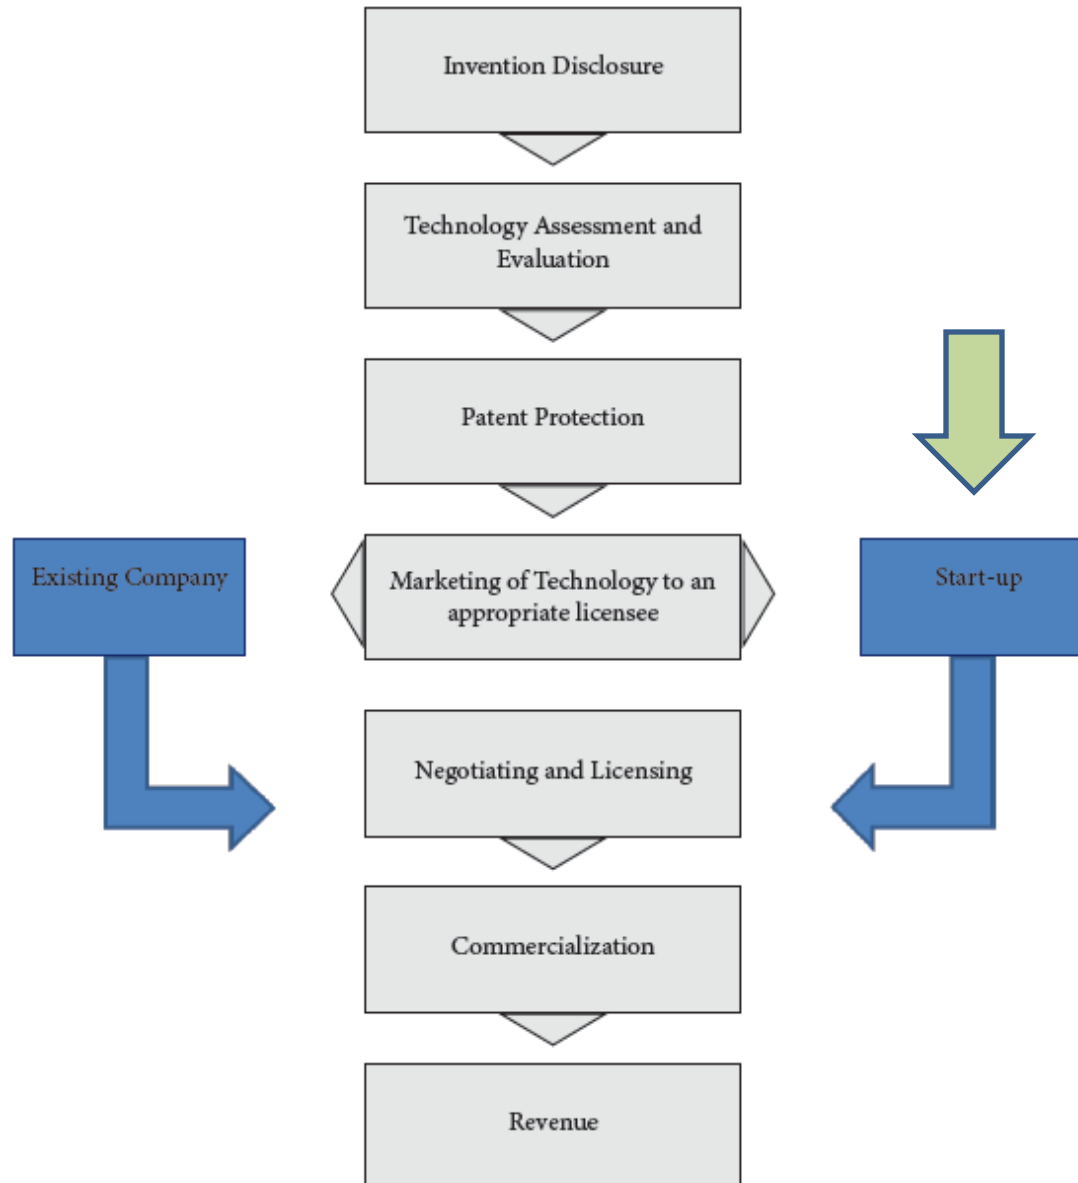 Invention Disclosure
Technology Assessment and
Evaluation
Patent Protection
Existing Company
Marketing of Technology to an
appropriate licensee
Start-up
Negotiating and Licensing
Commercialization
Revenue